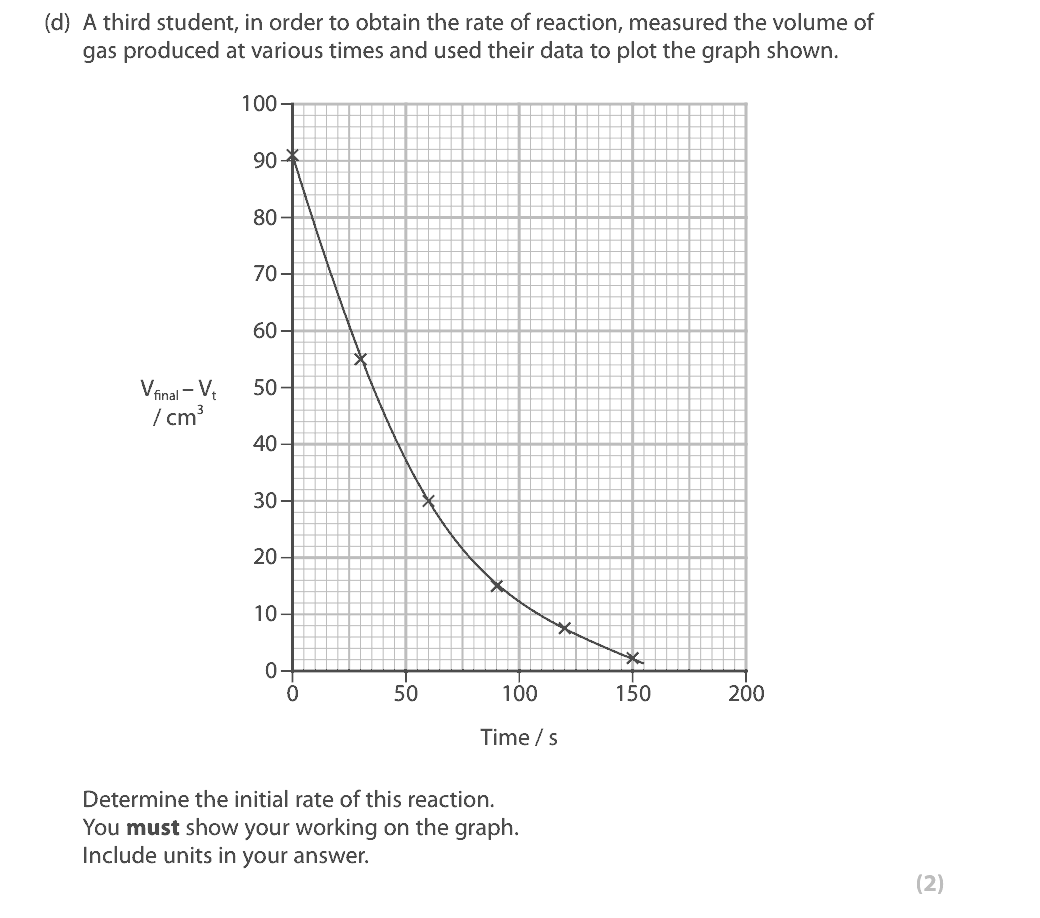 (d) A third student, in order to obtain the rate of reaction, measured the volume of
gas produced at various times and used their data to plot the graph shown.
100
90
80
70
60
V_final – V_t
50
/ cm³
40
30
20
10
0
0 50 100 150 200
Time / s
Determine the initial rate of this reaction.
You must show your working on the graph.
Include units in your answer.
(2)